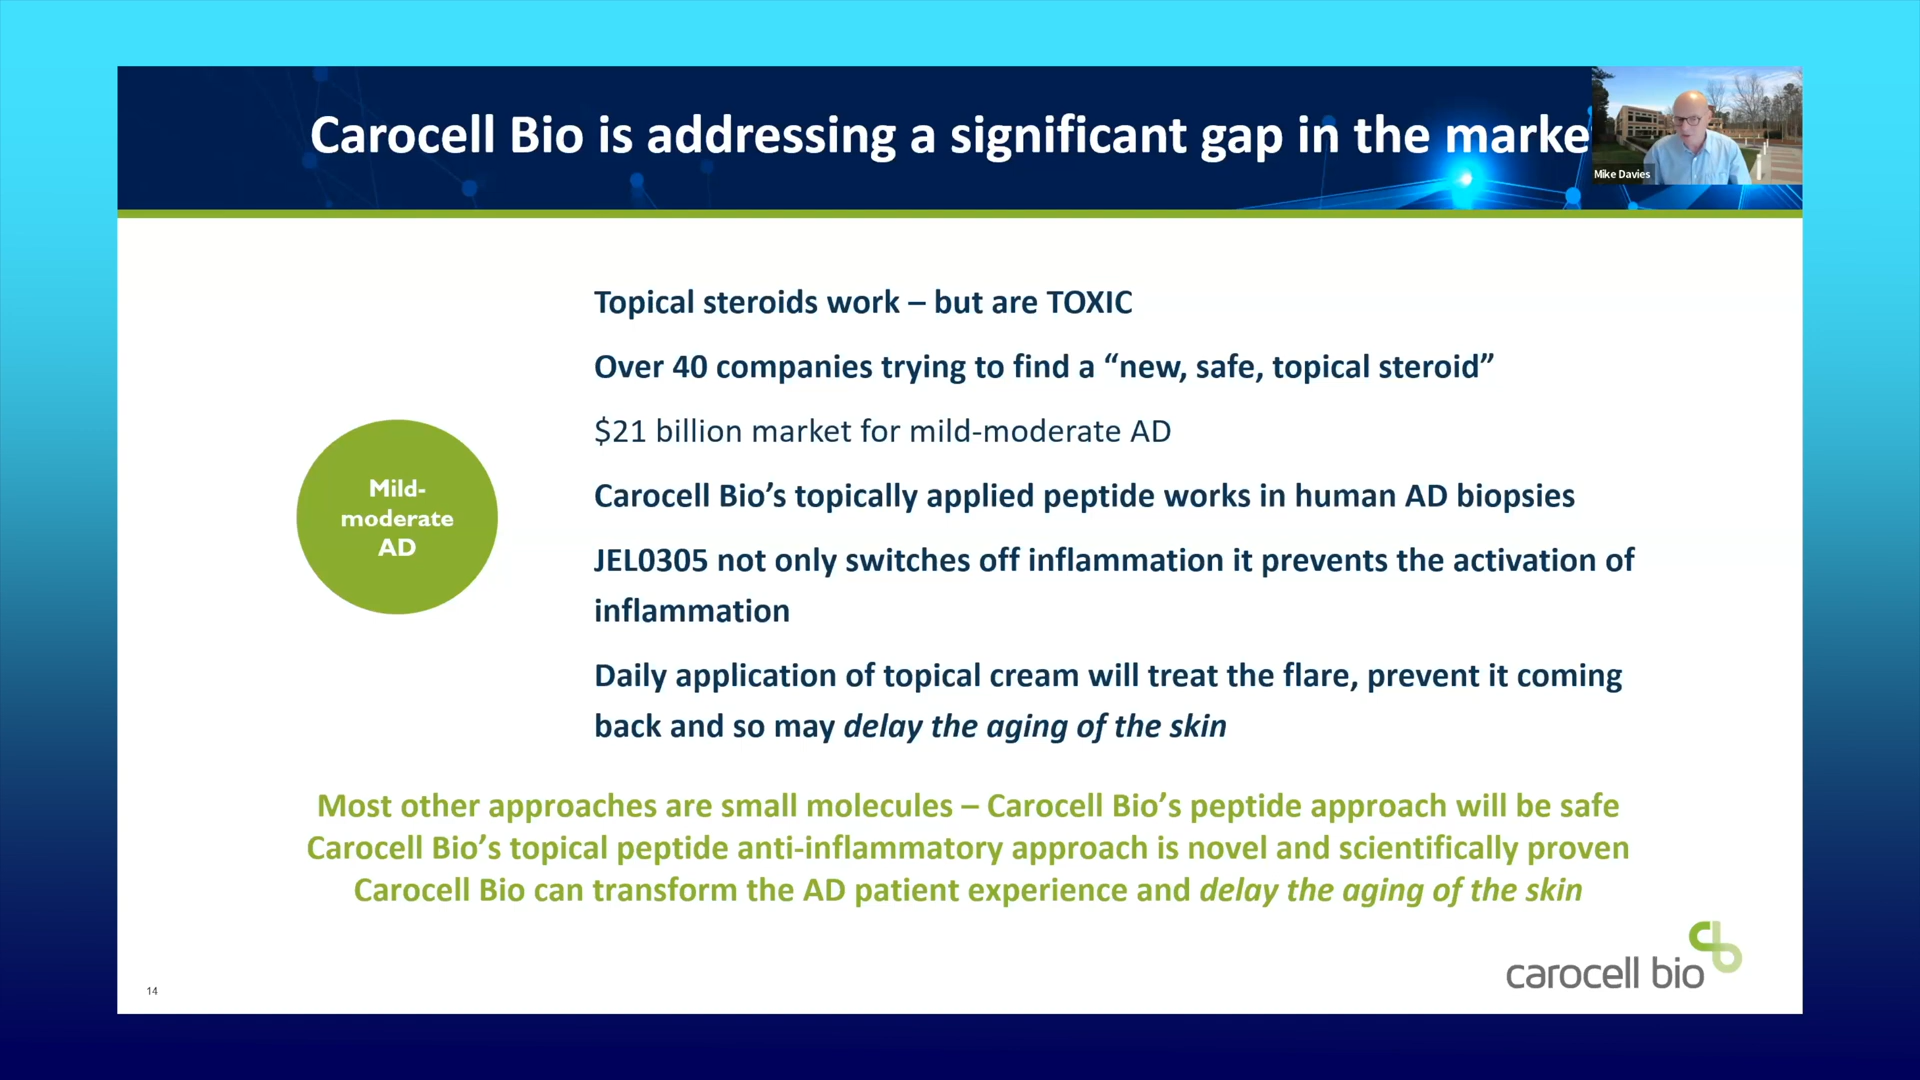 Carocell Bio is addressing a significant gap in the marke
Mike Davies
Topical steroids work – but are TOXIC
Over 40 companies trying to find a “new, safe, topical steroid”
$21 billion market for mild-moderate AD
Mild-
moderate
AD
Carocell Bio’s topically applied peptide works in human AD biopsies
JEL0305 not only switches off inflammation it prevents the activation of
inflammation
Daily application of topical cream will treat the flare, prevent it coming
back and so may delay the aging of the skin
Most other approaches are small molecules – Carocell Bio’s peptide approach will be safe
Carocell Bio’s topical peptide anti-inflammatory approach is novel and scientifically proven
Carocell Bio can transform the AD patient experience and delay the aging of the skin
carocell bio
14